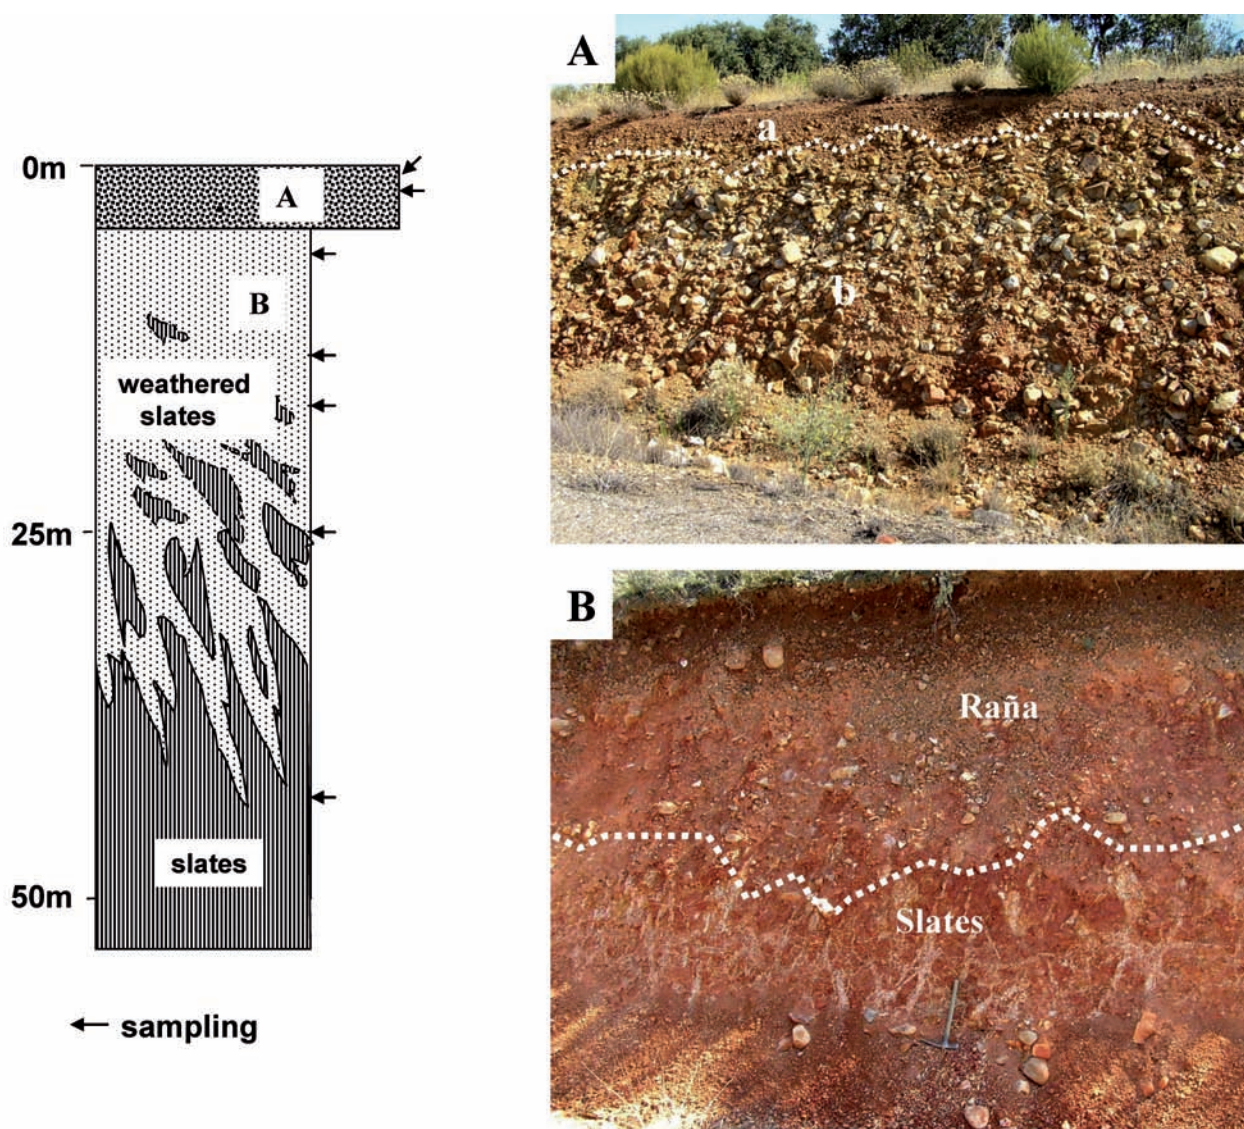 0m
A
B
weathered
slates
25m
slates
50m
sampling
A
a
b
B
Raña
Slates